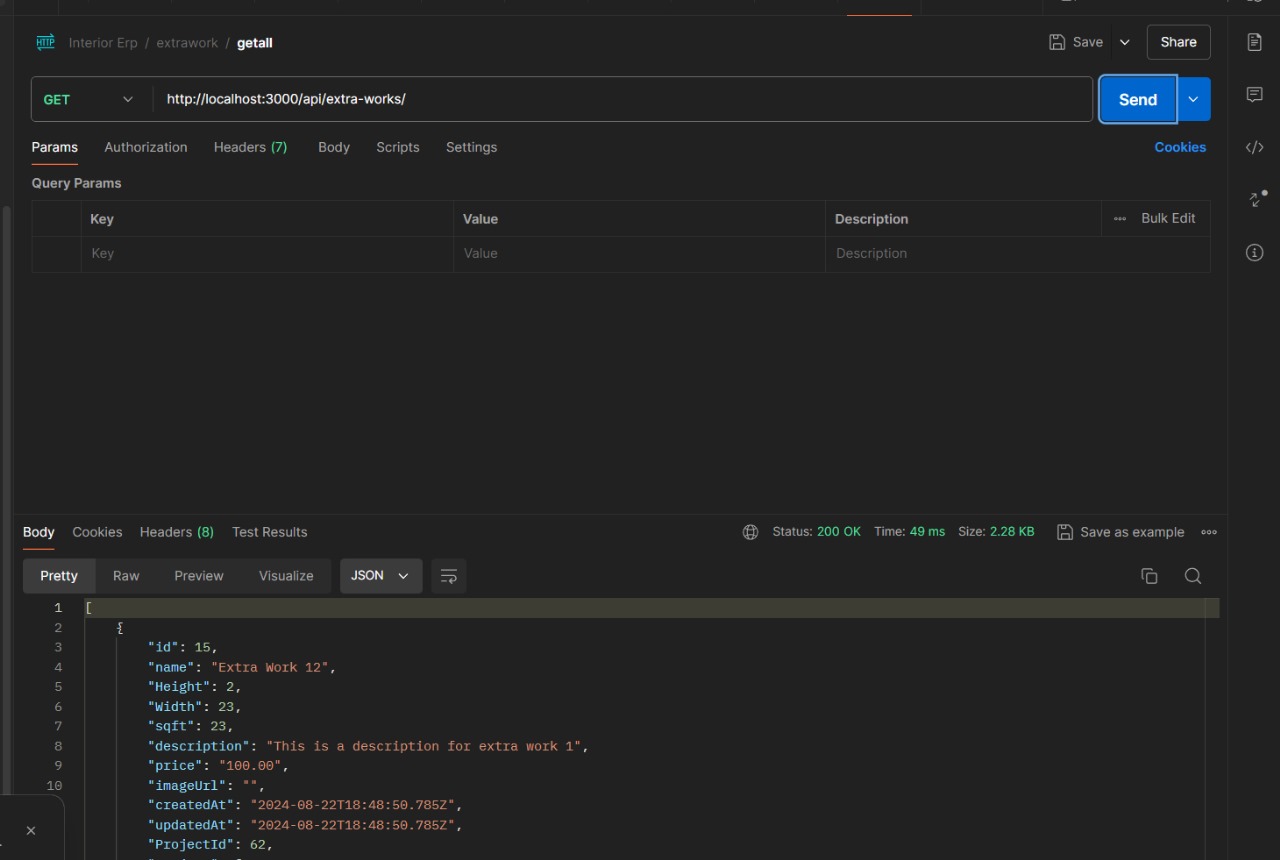 HTTP Interior Erp / extrawork / getall Save Share
GET http://localhost:3000/api/extra-works/ Send
Params Authorization Headers (7) Body Scripts Settings Cookies
Query Params
Key Value Description Bulk Edit
Key Value Description
Body Cookies Headers (8) Test Results Status: 200 OK Time: 49 ms Size: 2.28 KB Save as example
Pretty Raw Preview Visualize JSON
1 [
2 {
3 "id": 15,
4 "name": "Extra Work 12",
5 "Height": 2,
6 "Width": 23,
7 "sqft": 23,
8 "description": "This is a description for extra work 1",
9 "price": "100.00",
10 "imageUrl": "",
"createdAt": "2024-08-22T18:48:50.785Z",
"updatedAt": "2024-08-22T18:48:50.785Z",
"ProjectId": 62,